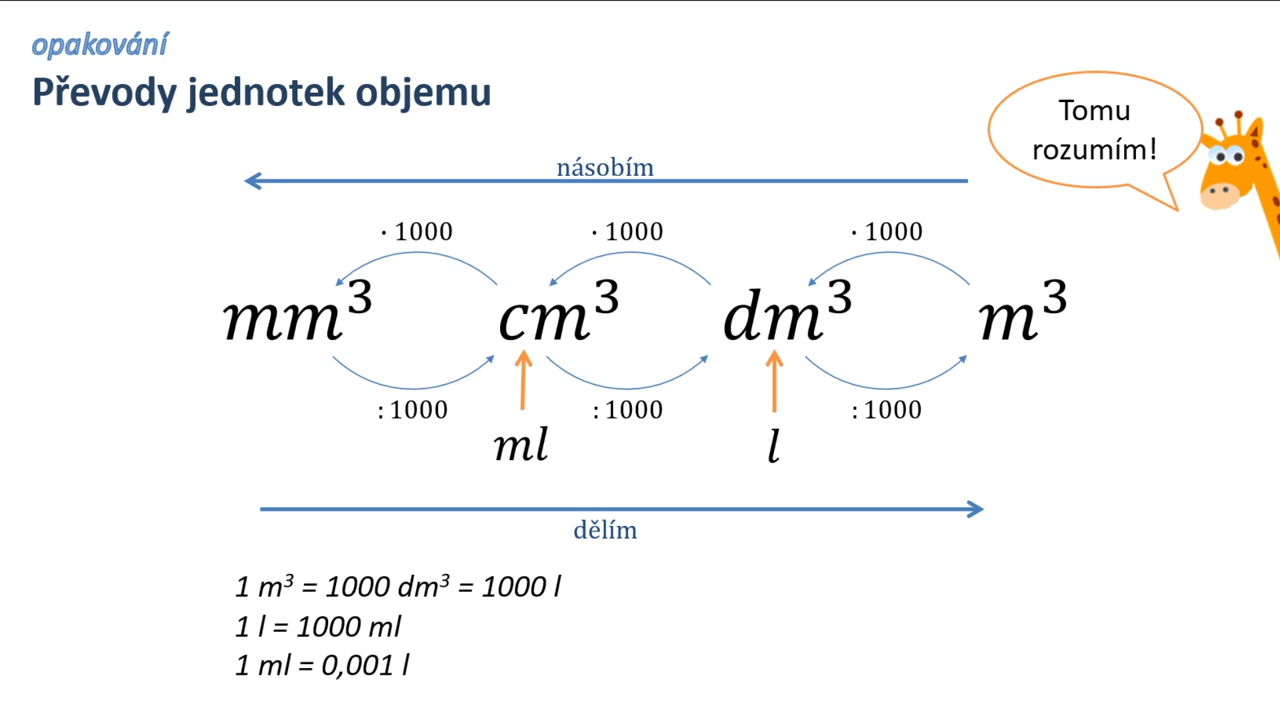 opakování
Převody jednotek objemu
Tomu
rozumím!
násobím
· 1000 · 1000 · 1000
mm³ cm³ dm³ m³
: 1000 : 1000 : 1000
ml l
dělím
1 m³ = 1000 dm³ = 1000 l
1 l = 1000 ml
1 ml = 0,001 l